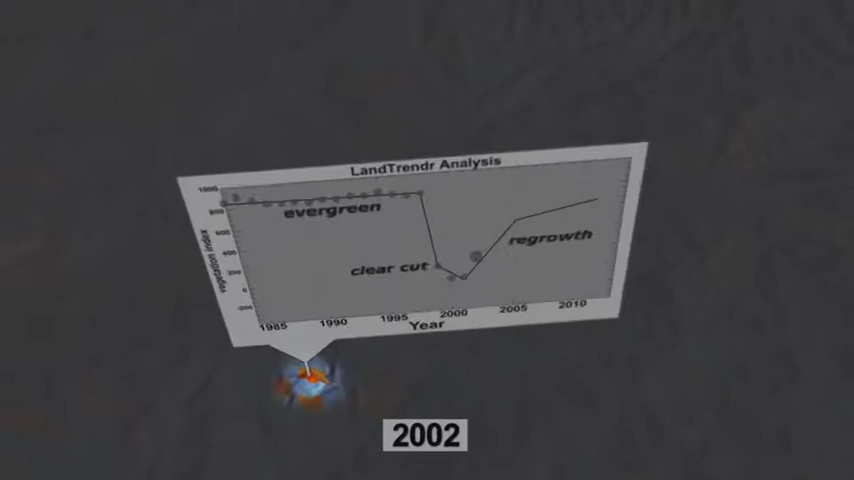 LandTrendr Analysis
1000
800
600
400
200
0
-200
vegetation index
evergreen
clear cut
regrowth
1985 1990 1995 2000 2005 2010
Year
2002